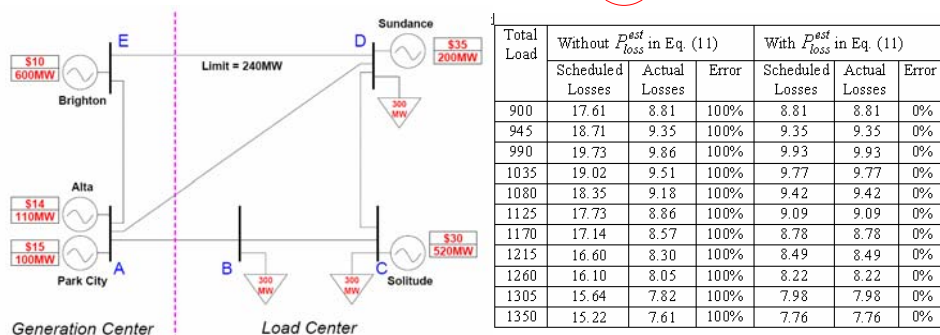 Sundance
E
D
$35
200MW
$10
600MW
Limit = 240MW
Brighton
300
MW
Alta
$14
110MW
$15
100MW
$30
520MW
A
B
C
Park City
300
MW
300
MW
Solitude
Generation Center
Load Center
Total Load
Without P_loss^est in Eq. (11)
With P_loss^est in Eq. (11)
Scheduled Losses
Actual Losses
Error
Scheduled Losses
Actual Losses
Error
900 17.61 8.81 100% 8.81 8.81 0%
945 18.71 9.35 100% 9.35 9.35 0%
990 19.73 9.86 100% 9.93 9.93 0%
1035 19.02 9.51 100% 9.77 9.77 0%
1080 18.35 9.18 100% 9.42 9.42 0%
1125 17.73 8.86 100% 9.09 9.09 0%
1170 17.14 8.57 100% 8.78 8.78 0%
1215 16.60 8.30 100% 8.49 8.49 0%
1260 16.10 8.05 100% 8.22 8.22 0%
1305 15.64 7.82 100% 7.98 7.98 0%
1350 15.22 7.61 100% 7.76 7.76 0%